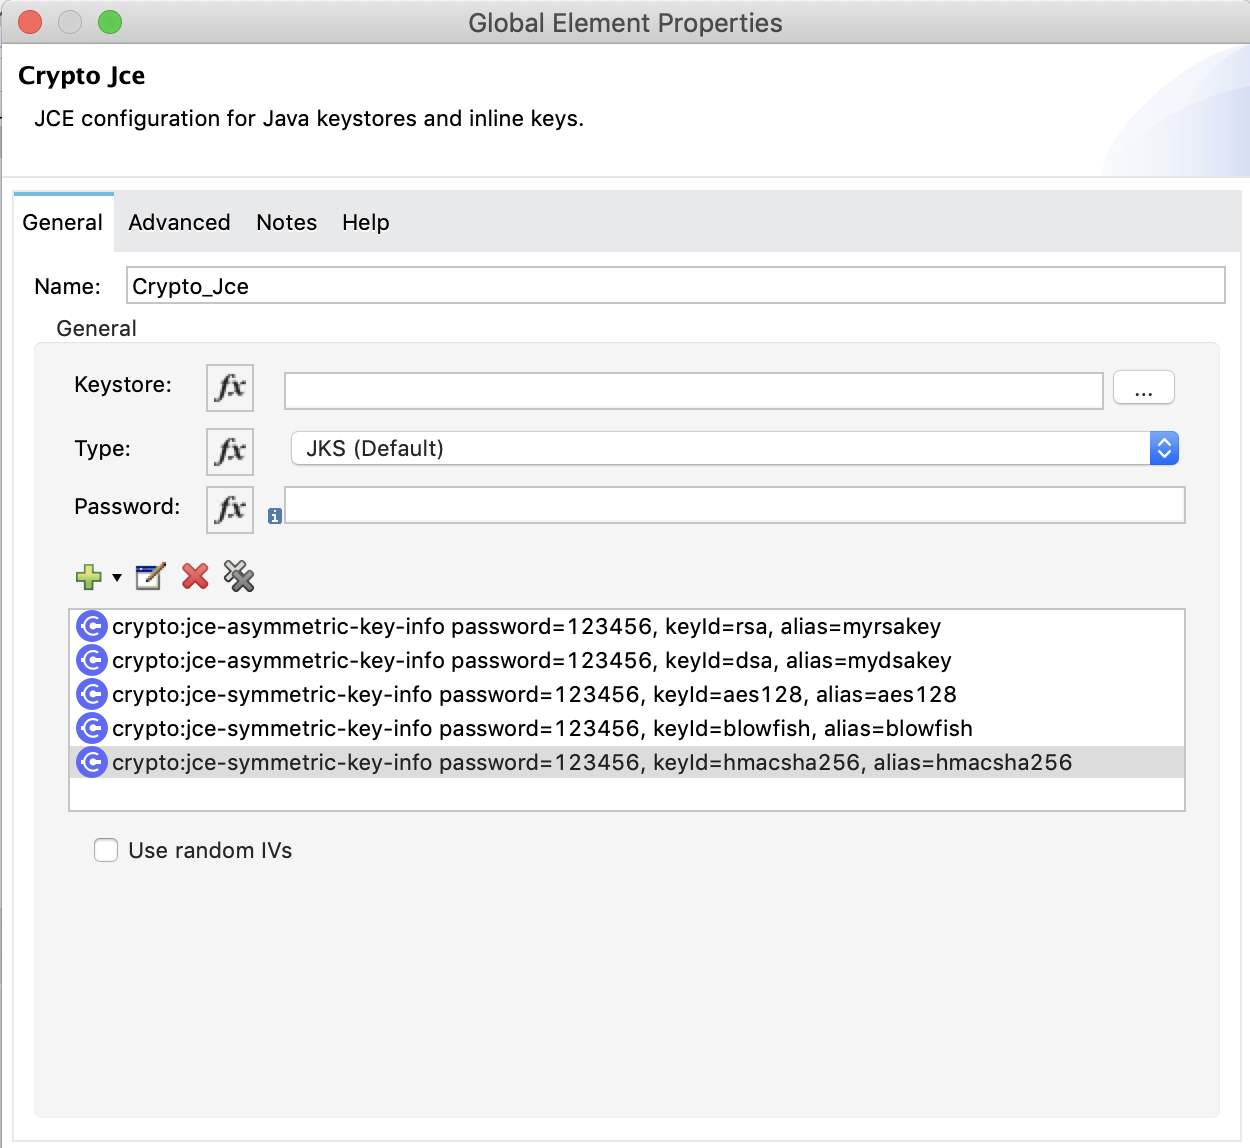 Global Element Properties
Crypto Jce
JCE configuration for Java keystores and inline keys.
General Advanced Notes Help
Name: Crypto_Jce
General
Keystore: fx ...
Type: fx JKS (Default)
Password: fx i
crypto:jce-asymmetric-key-info password=123456, keyId=rsa, alias=myrsakey
crypto:jce-asymmetric-key-info password=123456, keyId=dsa, alias=mydsakey
crypto:jce-symmetric-key-info password=123456, keyId=aes128, alias=aes128
crypto:jce-symmetric-key-info password=123456, keyId=blowfish, alias=blowfish
crypto:jce-symmetric-key-info password=123456, keyId=hmacsha256, alias=hmacsha256
Use random IVs